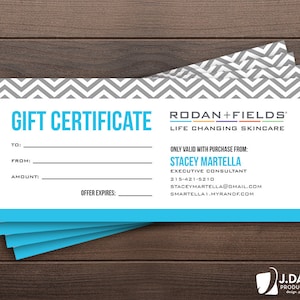 GIFT CERTIFICATE
TO:
FROM:
AMOUNT:
OFFER EXPIRES:
RODAN+FIELDS
LIFE CHANGING SKINCARE
ONLY VALID WITH PURCHASE FROM:
STACEY MARTELLA
EXECUTIVE CONSULTANT
215-421-5210
STACEYMARTELLA@GMAIL.COM
SMARTELLA1.MYRANDF.COM
J.DA
PRODU